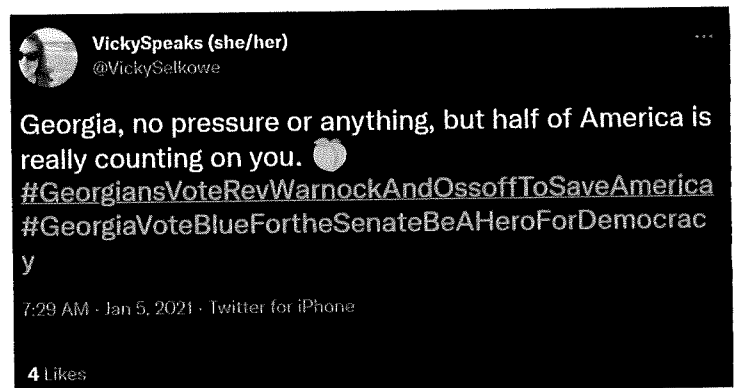 VickySpeaks (she/her)
@VickySelkowe
Georgia, no pressure or anything, but half of America is
really counting on you. 🍑
#GeorgiansVoteRevWarnockAndOssoffToSaveAmerica
#GeorgiaVoteBlueFortheSenateBeAHeroForDemocrac
y
7:29 AM · Jan 5, 2021 · Twitter for iPhone
4 Likes